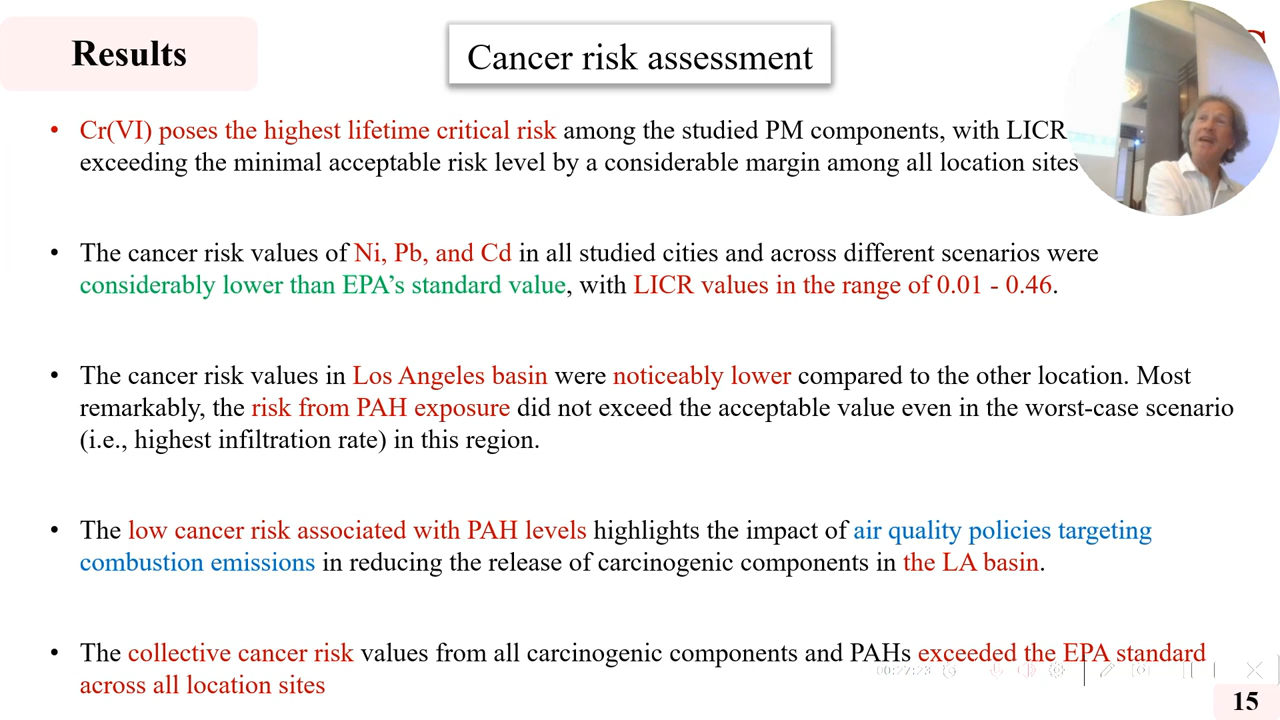 Results
Cancer risk assessment
• Cr(VI) poses the highest lifetime critical risk among the studied PM components, with LICR
exceeding the minimal acceptable risk level by a considerable margin among all location sites
• The cancer risk values of Ni, Pb, and Cd in all studied cities and across different scenarios were
considerably lower than EPA’s standard value, with LICR values in the range of 0.01 - 0.46.
• The cancer risk values in Los Angeles basin were noticeably lower compared to the other location. Most
remarkably, the risk from PAH exposure did not exceed the acceptable value even in the worst-case scenario
(i.e., highest infiltration rate) in this region.
• The low cancer risk associated with PAH levels highlights the impact of air quality policies targeting
combustion emissions in reducing the release of carcinogenic components in the LA basin.
• The collective cancer risk values from all carcinogenic components and PAHs exceeded the EPA standard
across all location sites
15